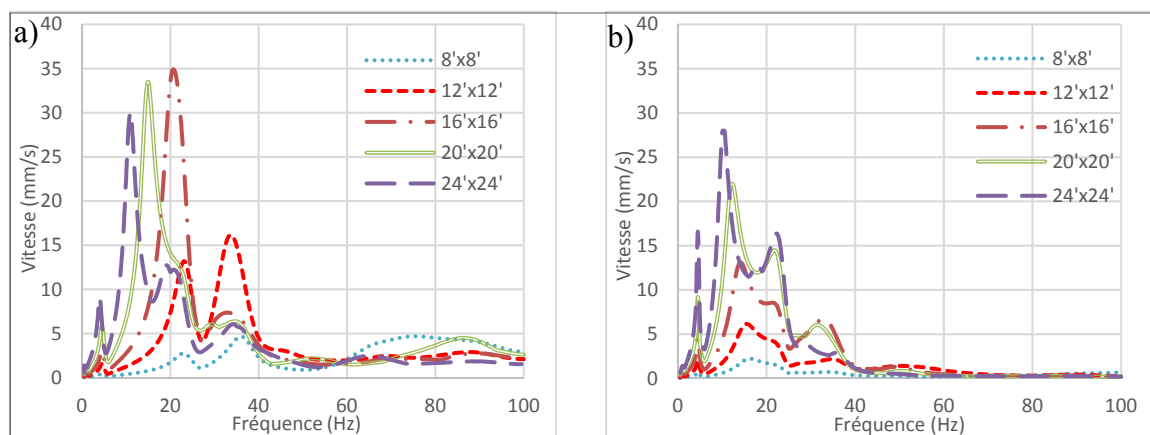 a)
40
35
30
25
20
15
10
5
0
Vitesse (mm/s)
0 20 40 60 80 100
Fréquence (Hz)
8'x8'
12'x12'
16'x16'
20'x20'
24'x24'
b)
40
35
30
25
20
15
10
5
0
Vitesse (mm/s)
0 20 40 60 80 100
Fréquence (Hz)
8'x8'
12'x12'
16'x16'
20'x20'
24'x24'